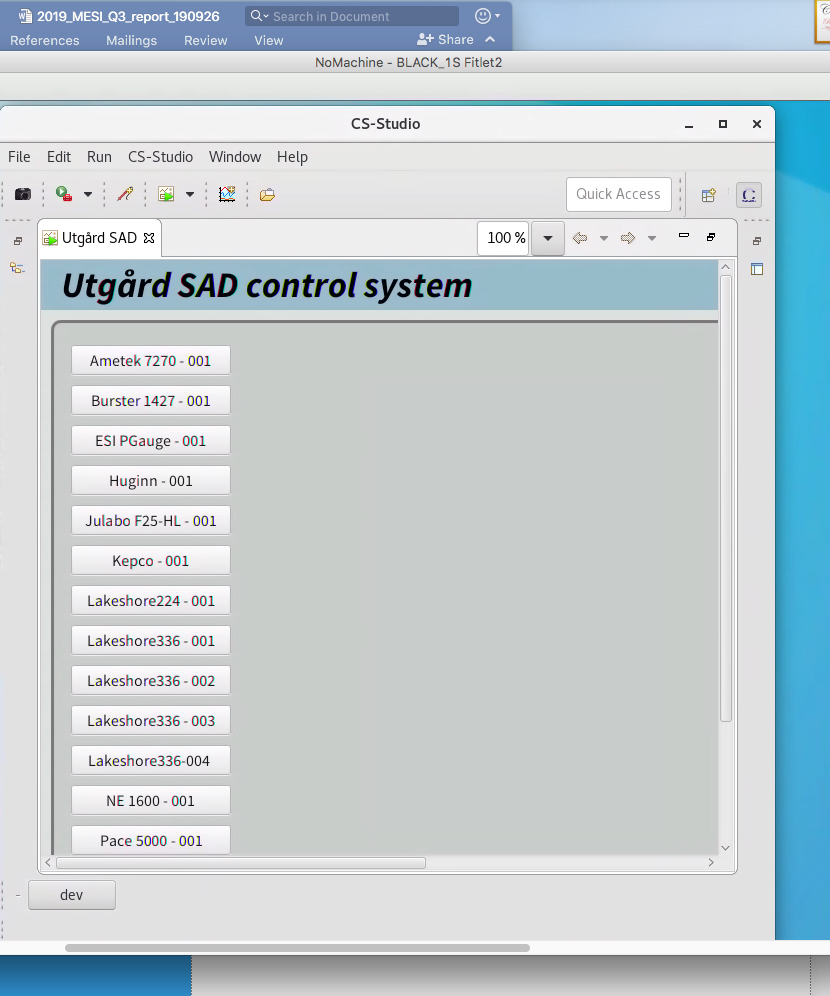 2019_MESI_Q3_report_190926
Search in Document
References Mailings Review View Share
NoMachine - BLACK_1S Fitlet2
CS-Studio
File Edit Run CS-Studio Window Help
Quick Access
Utgård SAD
100 %
Utgård SAD control system
Ametek 7270 - 001
Burster 1427 - 001
ESI PGauge - 001
Huginn - 001
Julabo F25-HL - 001
Kepco - 001
Lakeshore224 - 001
Lakeshore336 - 001
Lakeshore336 - 002
Lakeshore336 - 003
Lakeshore336-004
NE 1600 - 001
Pace 5000 - 001
dev